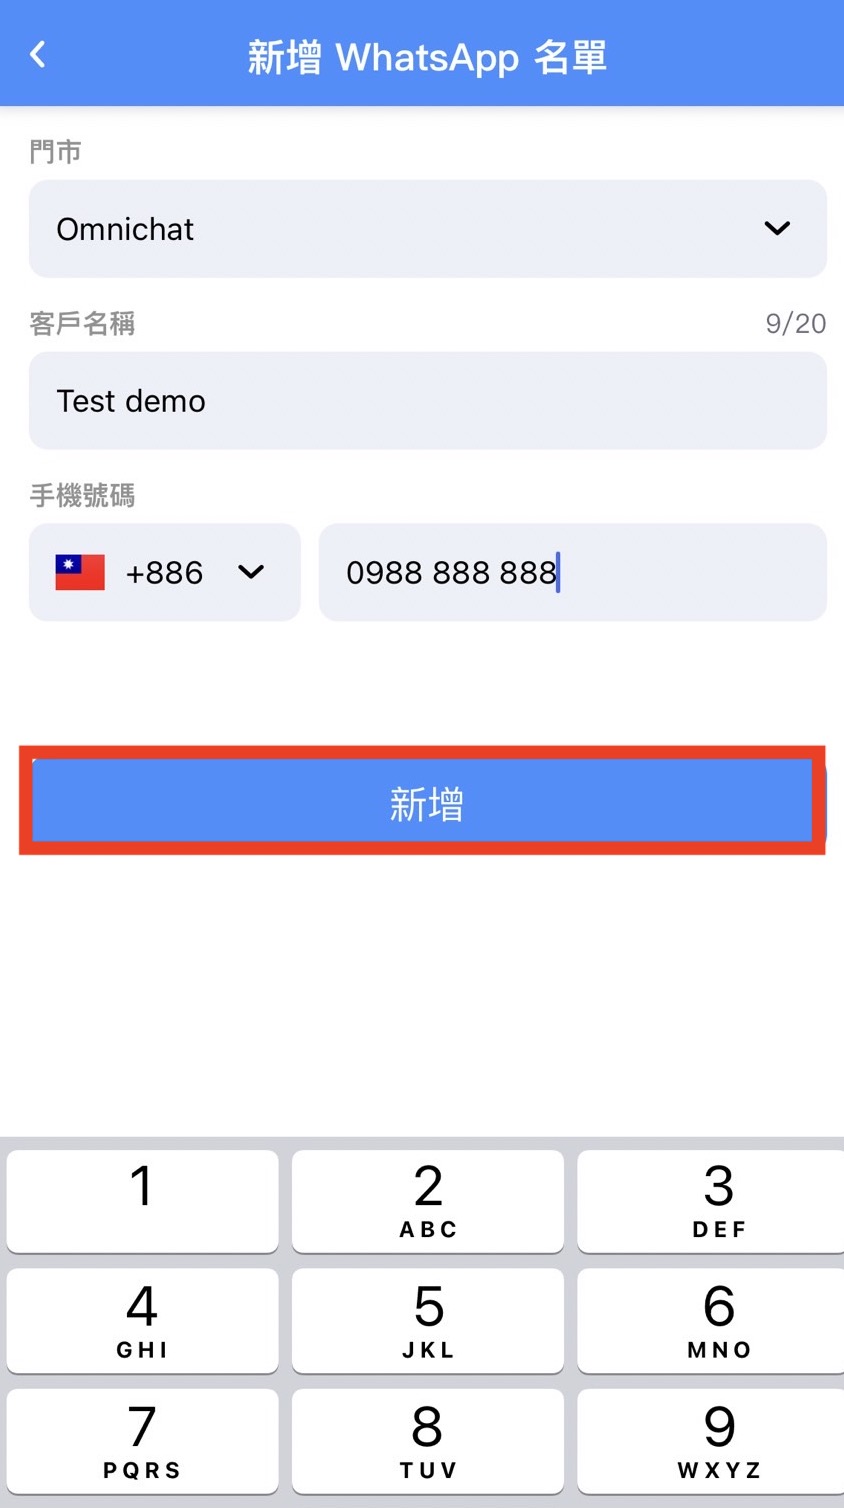 新增 WhatsApp 名單
門市
Omnichat
客戶名稱 9/20
Test demo
手機號碼
+886 0988 888 888
新增
1 2 3
ABC DEF
4 5 6
GHI JKL MNO
7 8 9
PQRS TUV WXYZ